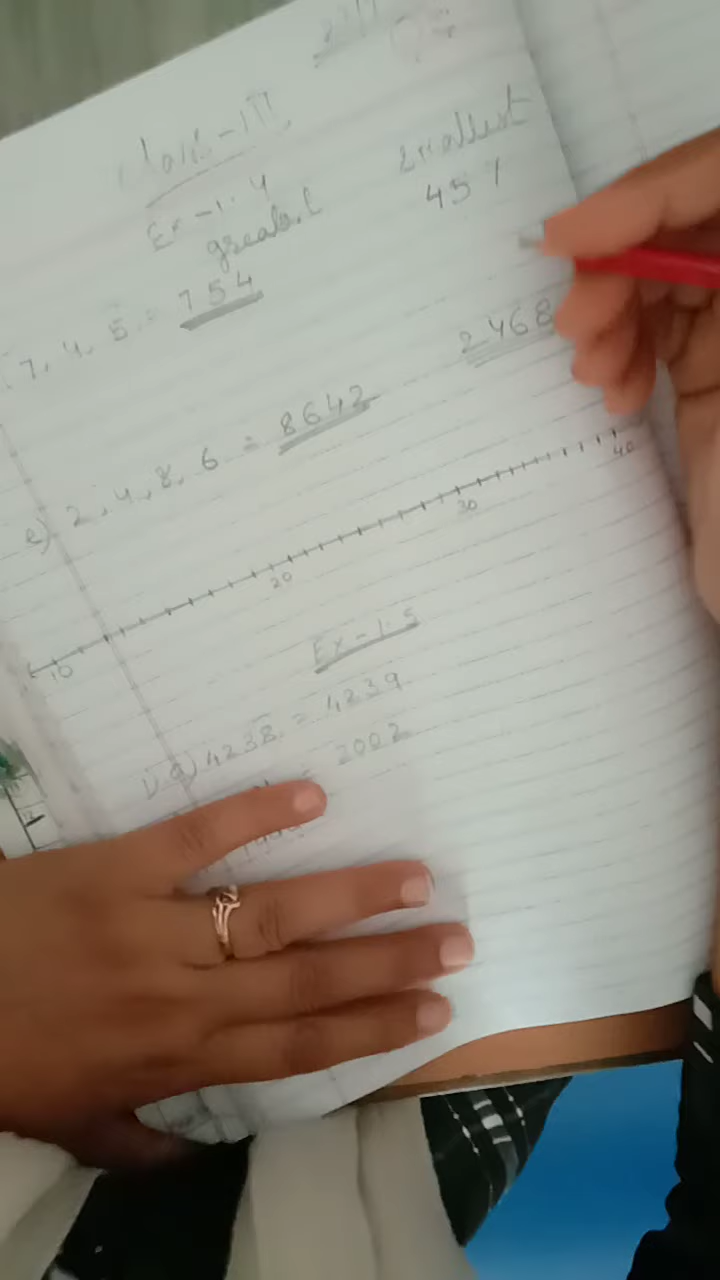 Class - III
Ex - 1.4
greatest smallest
7, 4, 5 = 754 457
e) 2, 4, 8, 6 = 8642 2468
10 20 30 40
Ex - 1.5
1) a) 4238 = 4239
= 2002